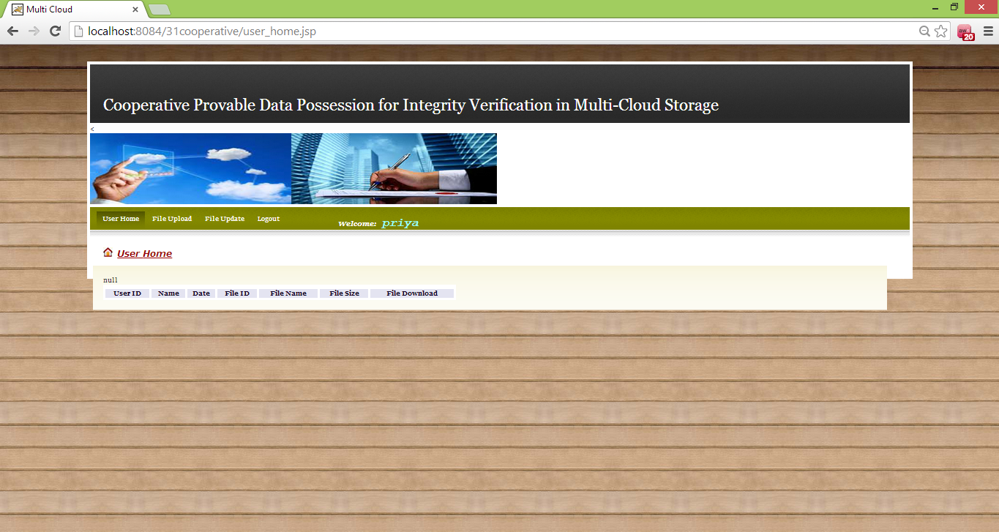 Multi Cloud
localhost:8084/31cooperative/user_home.jsp
20
Cooperative Provable Data Possession for Integrity Verification in Multi-Cloud Storage
<
User Home File Upload File Update Logout Welcome: priya
User Home
null
User ID Name Date File ID File Name File Size File Download